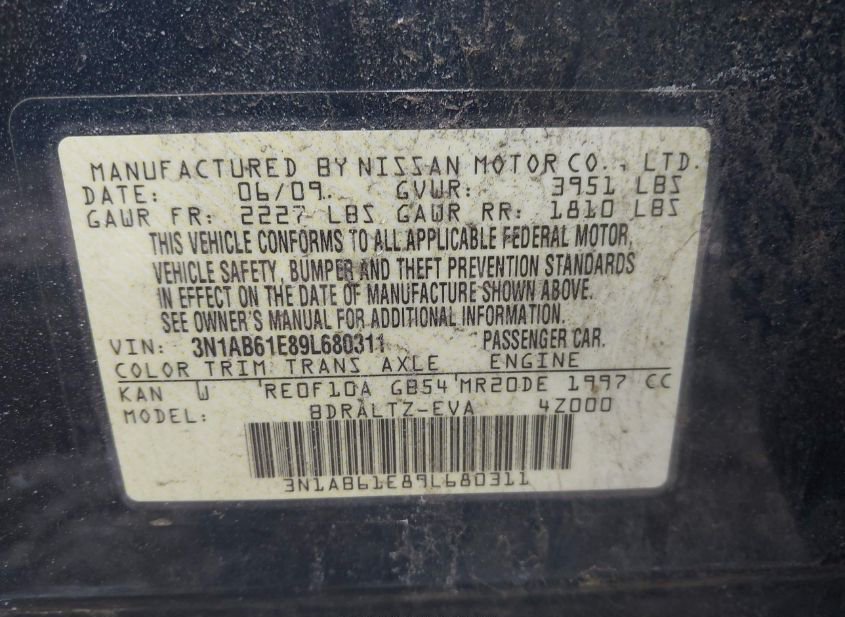 MANUFACTURED BY NISSAN MOTOR CO., LTD.
DATE: 06/09. GVWR: 3951 LBS
GAWR FR: 2227 LBS GAWR RR: 1810 LBS
THIS VEHICLE CONFORMS TO ALL APPLICABLE FEDERAL MOTOR,
VEHICLE SAFETY, BUMPER AND THEFT PREVENTION STANDARDS
IN EFFECT ON THE DATE OF MANUFACTURE SHOWN ABOVE.
SEE OWNER'S MANUAL FOR ADDITIONAL INFORMATION.
VIN: 3N1AB61E89L680311 PASSENGER CAR.
COLOR TRIM TRANS AXLE ENGINE
KAN W RE0F10A GB54 MR20DE 1997 CC
MODEL: BDRALTZ-EVA 4Z000
3N1AB61E89L680311